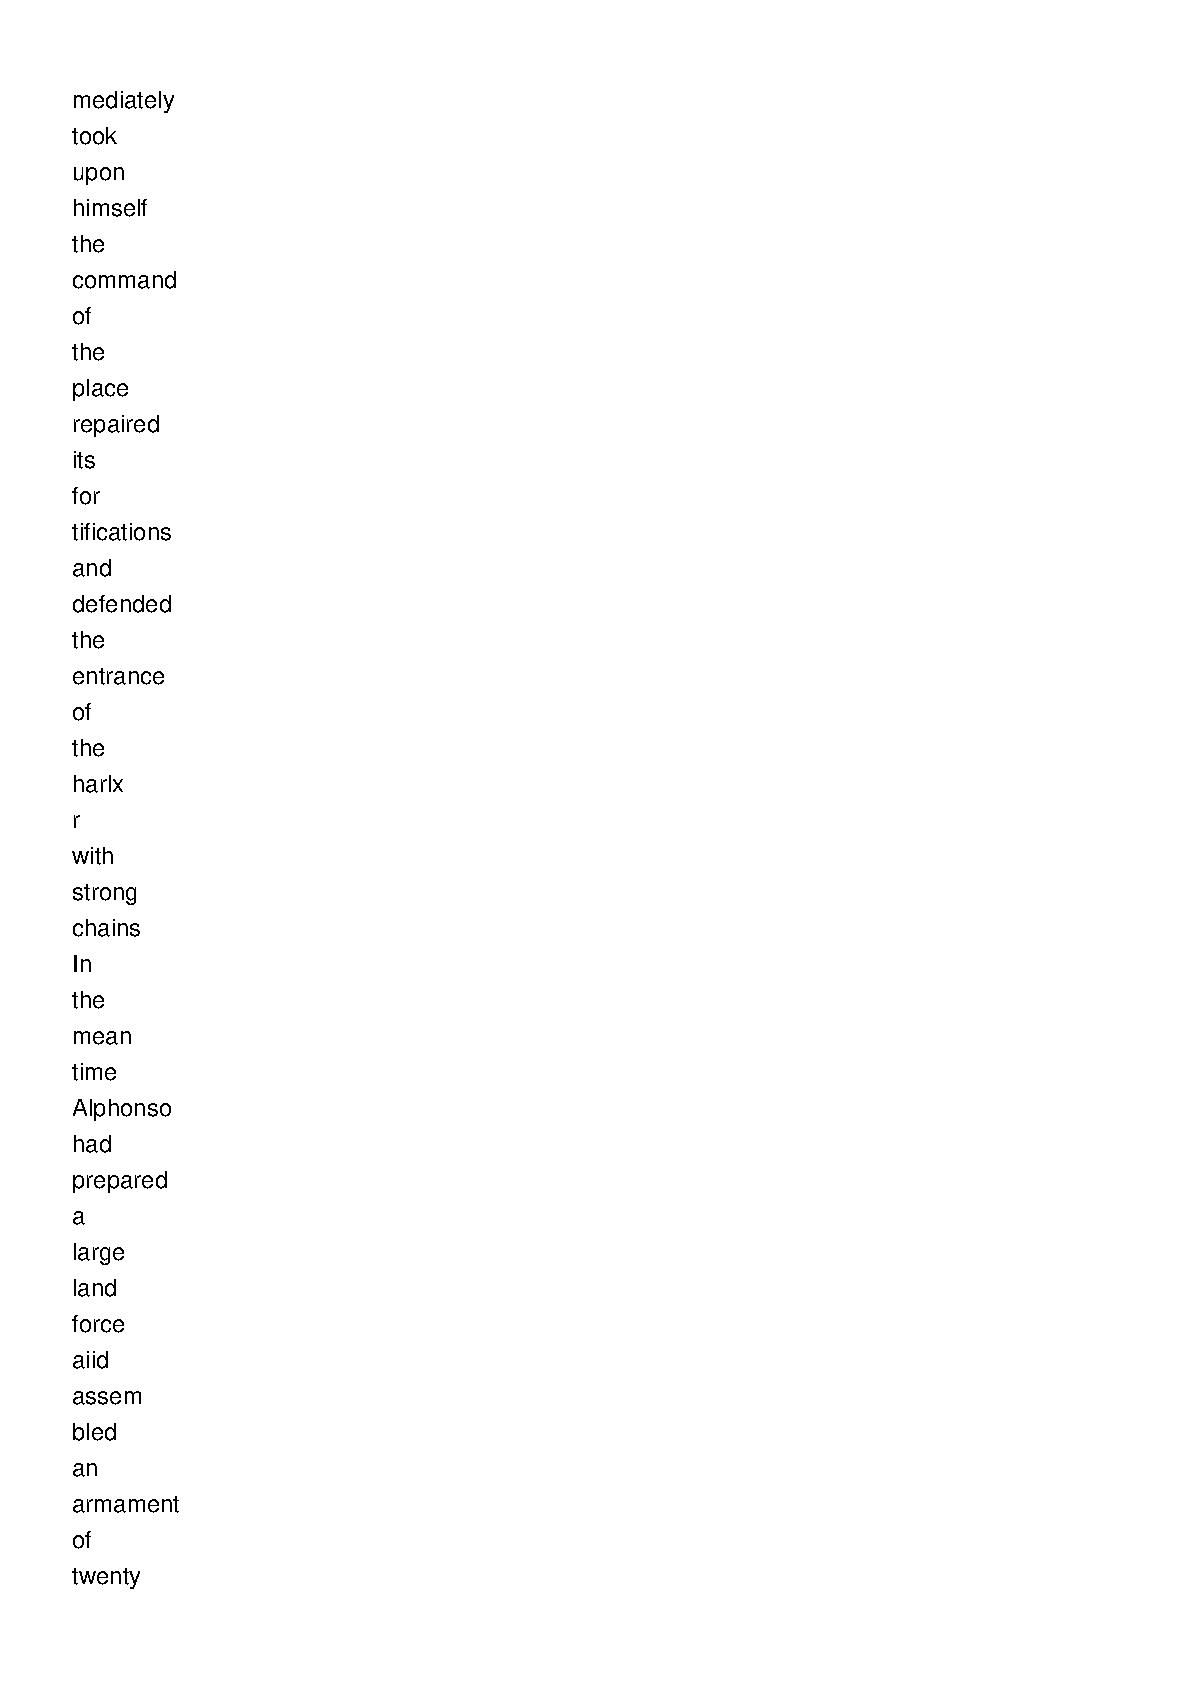 mediately
took
upon
himself
the
command
of
the
place
repaired
its
for
tifications
and
defended
the
entrance
of
the
harlx
r
with
strong
chains
In
the
mean
time
Alphonso
had
prepared
a
large
land
force
aiid
assem
bled
an
armament
of
twenty